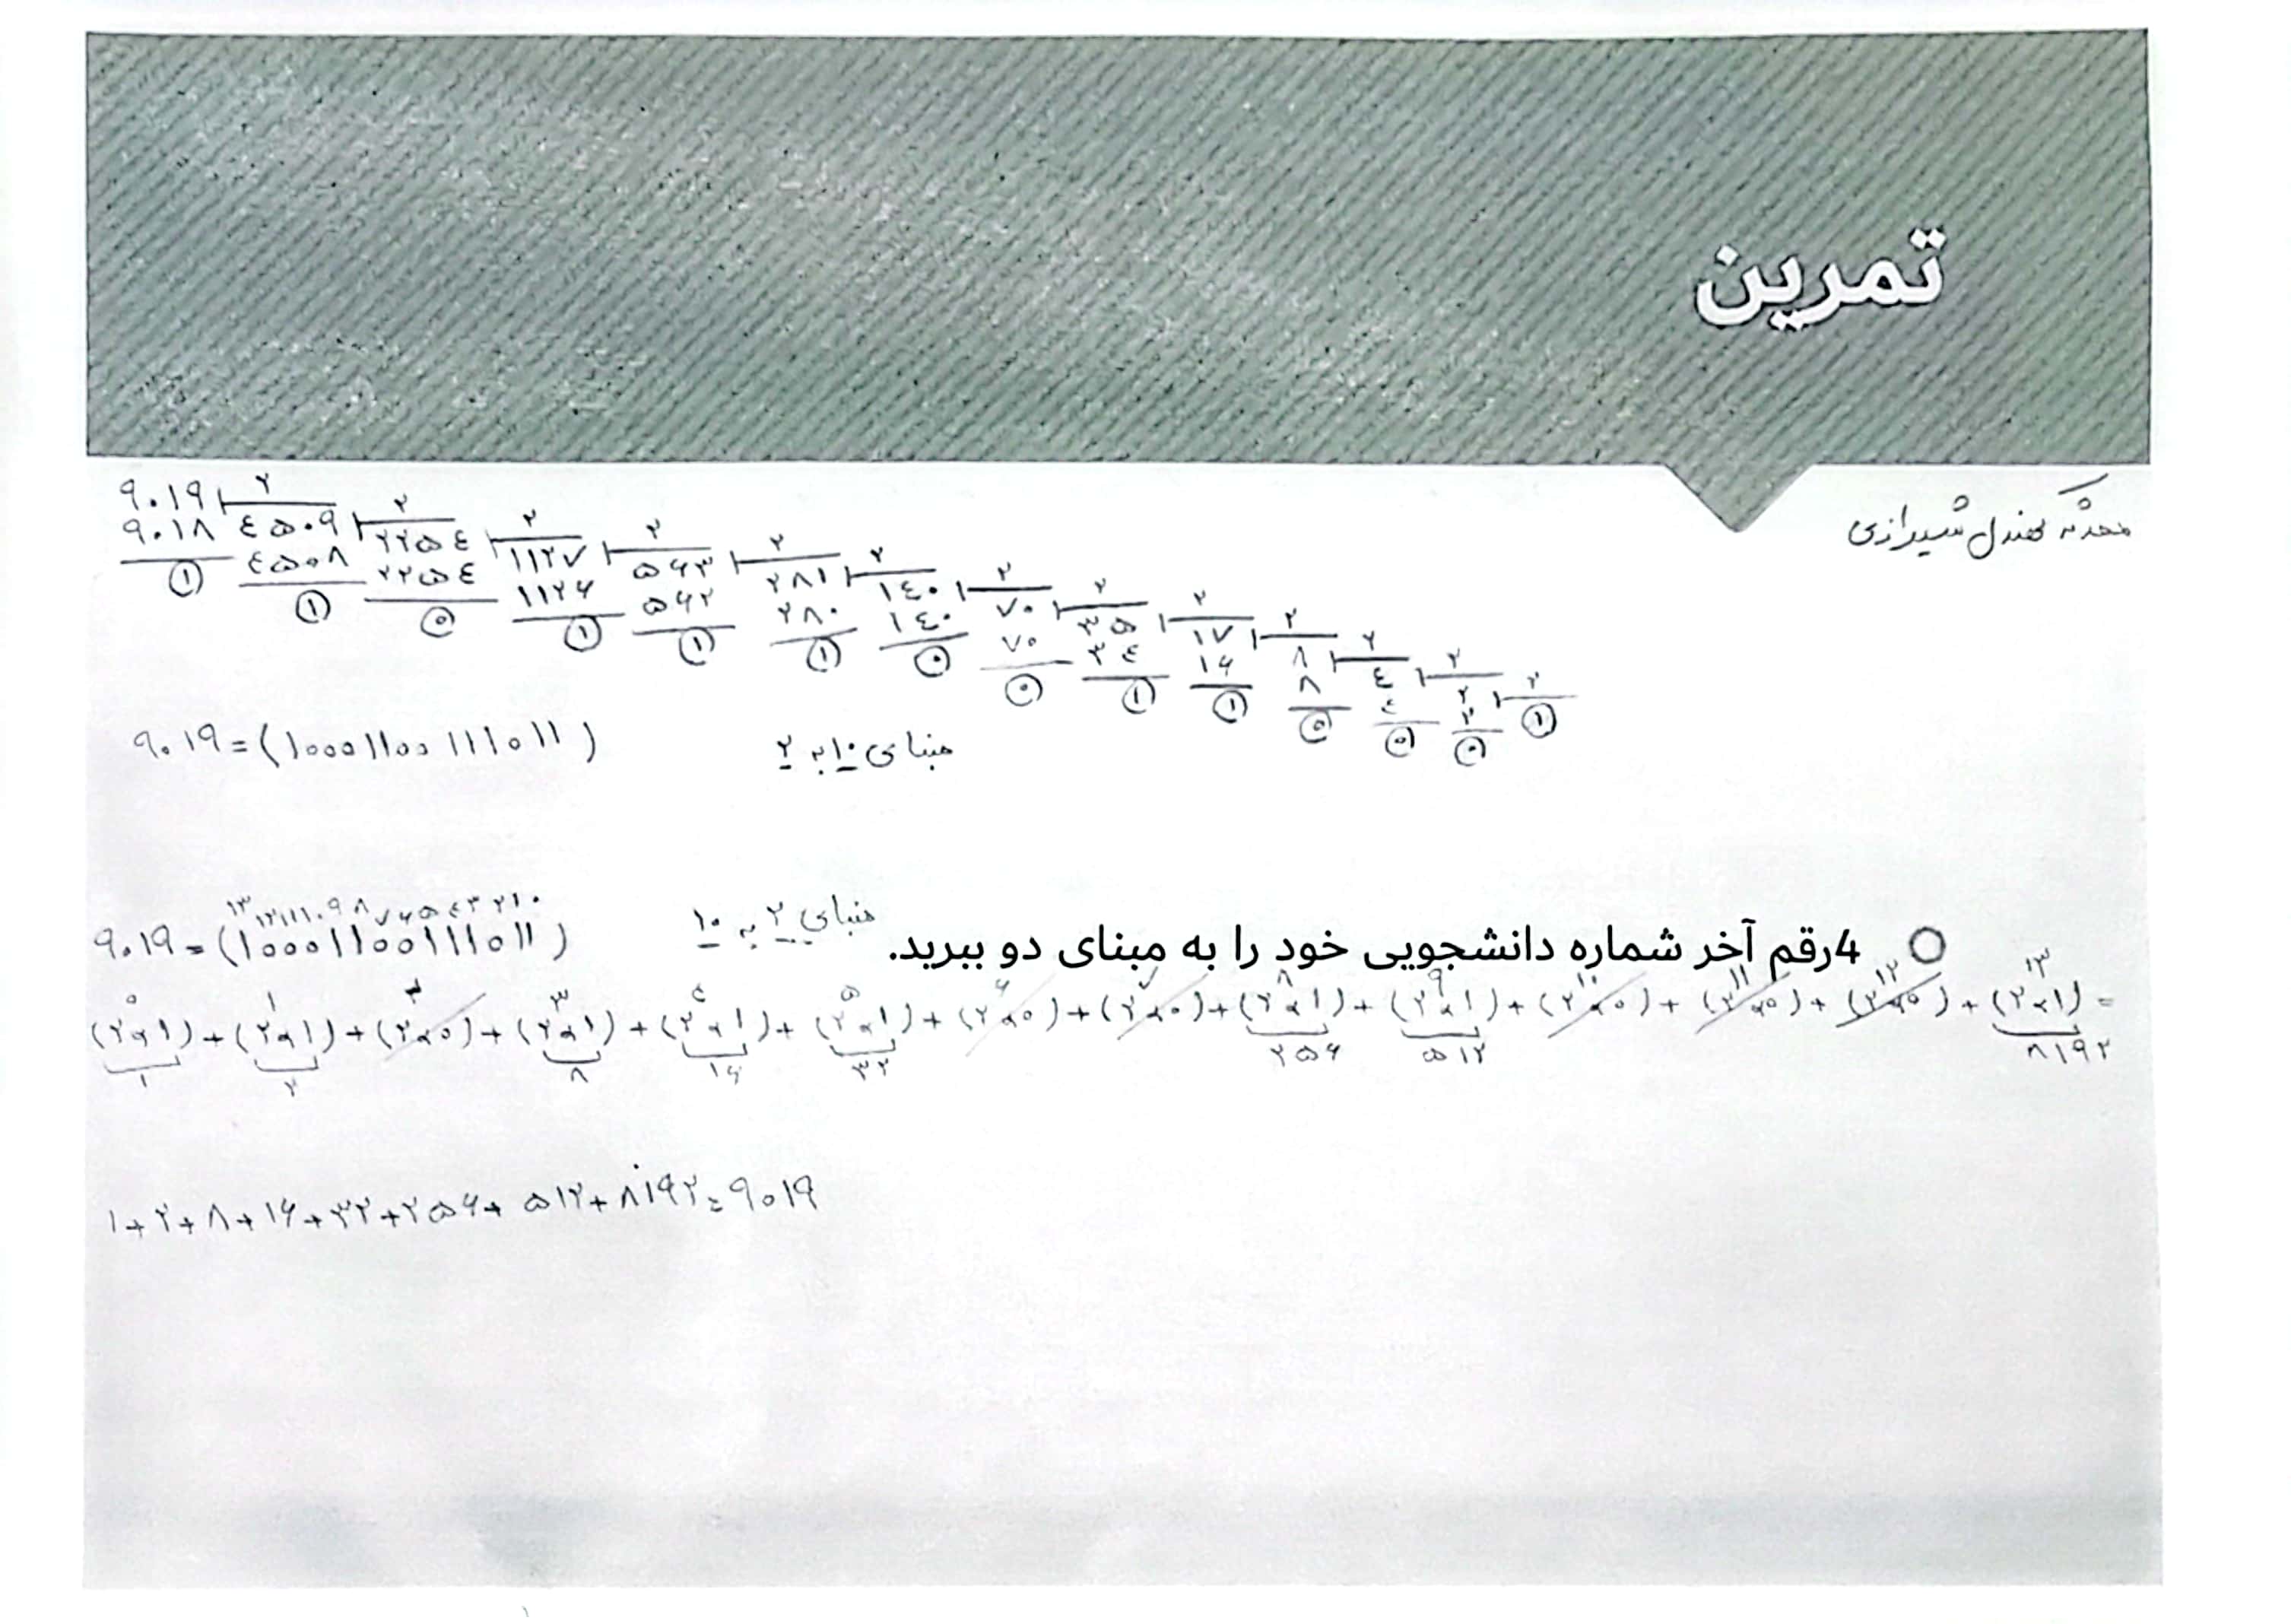 تمرین
محدثه کهندل شیرازی
۹۰۱۹ ۲
۹۰۱۸ ۴۵۰۹ ۲
۱ ۴۵۰۸ ۲۲۵۴ ۲
۱ ۲۲۵۴ ۱۱۲۷ ۲
۰ ۱۱۲۶ ۵۶۳ ۲
۱ ۵۶۲ ۲۸۱ ۲
۱ ۲۸۰ ۱۴۰ ۲
۱ ۱۴۰ ۷۰ ۲
۰ ۷۰ ۳۵ ۲
۰ ۳۴ ۱۷ ۲
۱ ۱۶ ۸ ۲
۱ ۸ ۴ ۲
۰ ۴ ۲ ۲
۰ ۲ ۱
۰
۹۰۱۹ = (۱۰۰۰۱۱۰۰۱۱۱۰۱۱)
مبنای ۱۰ به ۲
۱۳ ۱۲ ۱۱ ۱۰ ۹ ۸ ۷ ۶ ۵ ۴ ۳ ۲ ۱ ۰
۹۰۱۹ = (۱۰۰۰۱۱۰۰۱۱۱۰۱۱)
مبنای ۲ به ۱۰
4رقم آخر شماره دانشجویی خود را به مبنای دو ببرید.
(۲^۰×۱) + (۲^۱×۱) + (۲^۲×۰) + (۲^۳×۱) + (۲^۴×۱) + (۲^۵×۱) + (۲^۶×۰) + (۲^۷×۰) + (۲^۸×۱) + (۲^۹×۱) + (۲^۱۰×۰) + (۲^۱۱×۰) + (۲^۱۲×۰) + (۲^۱۳×۱) =
۱ ۲ ۸ ۱۶ ۳۲ ۲۵۶ ۵۱۲ ۸۱۹۲
۱+۲+۸+۱۶+۳۲+۲۵۶+۵۱۲+۸۱۹۲=۹۰۱۹